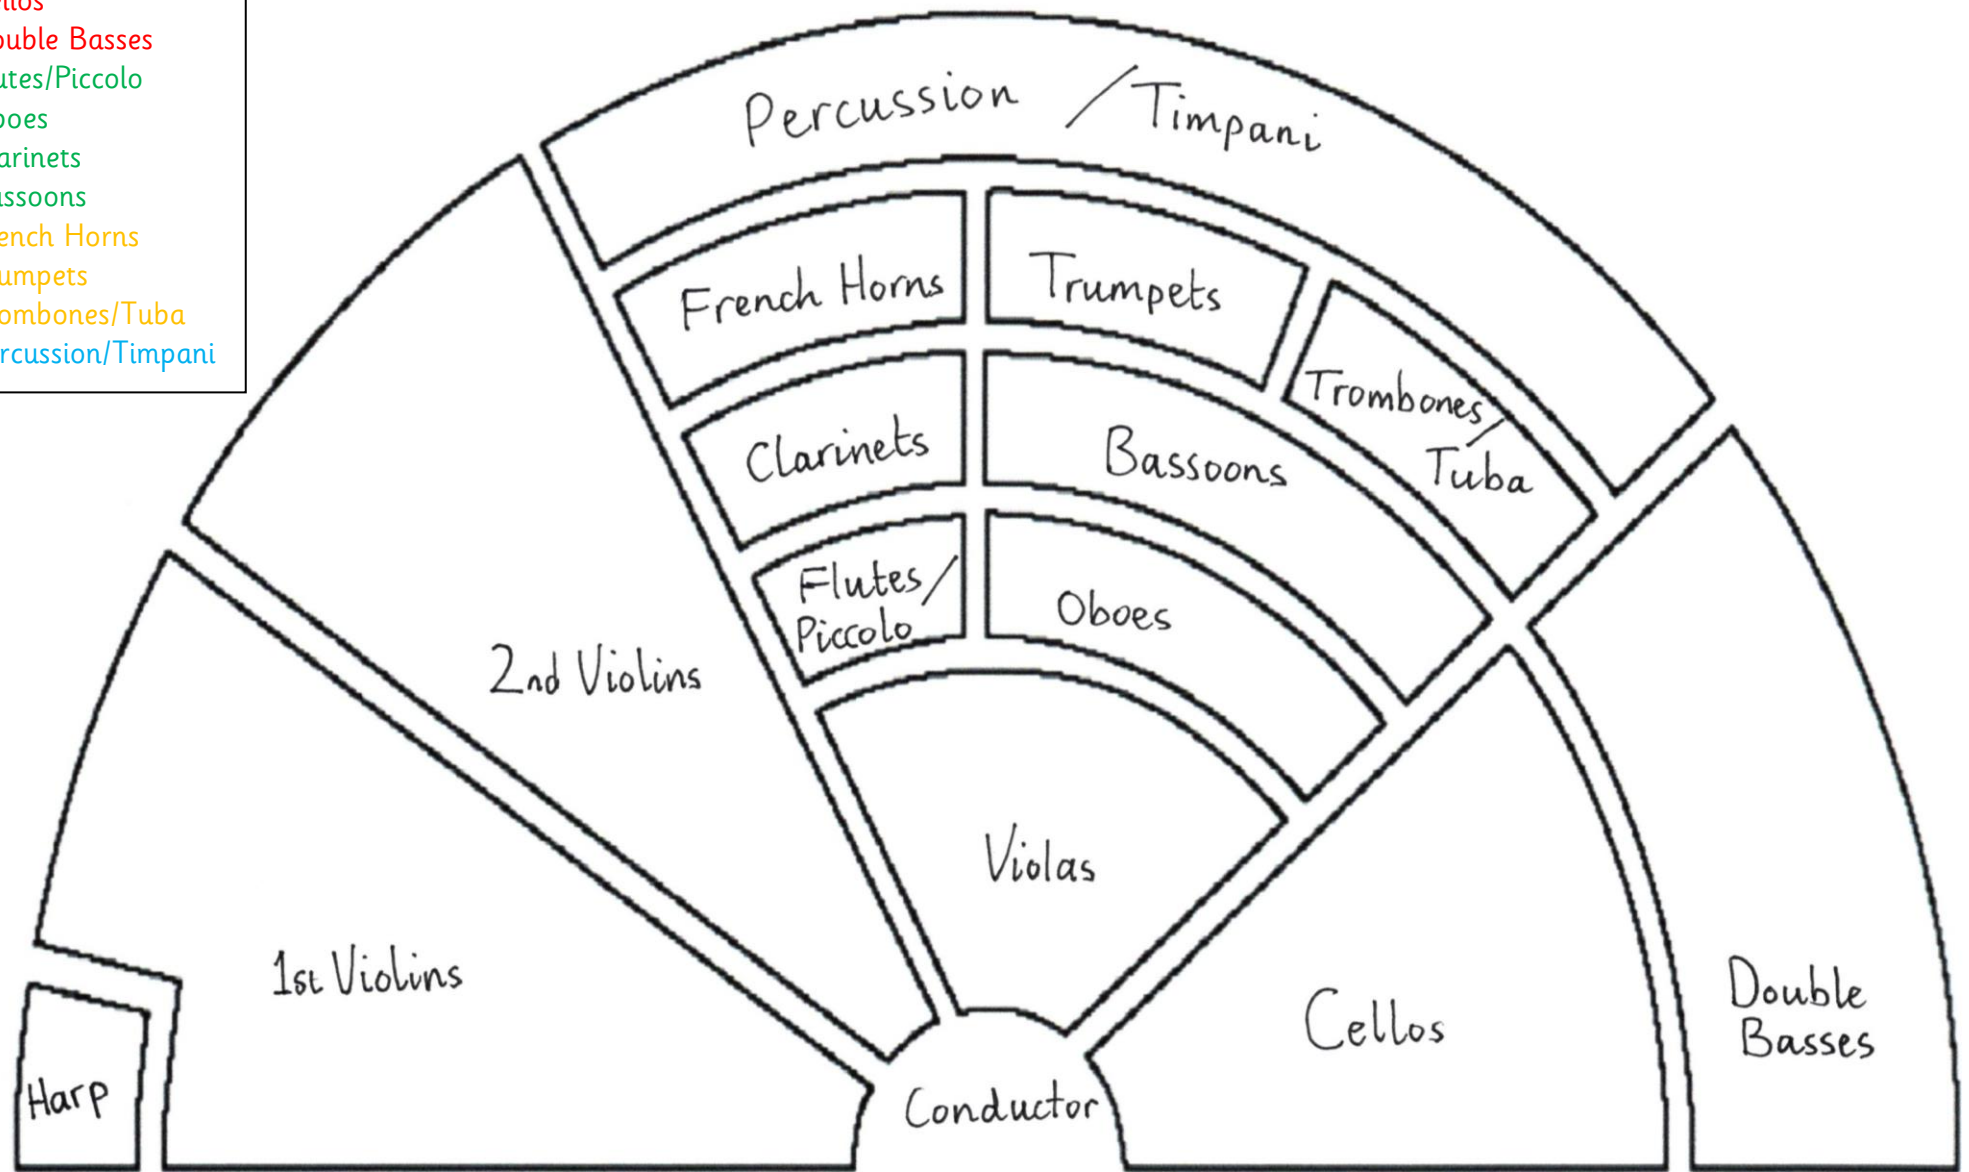 ouble Basses
utes/Piccolo
arinets
ssoons
ench Horns
umpets
ombones/Tuba
rcussion/Timpani
Percussion /Timpani
French Horns
Trumpets
Trombones/
Tuba
Clarinets
Bassoons
Flutes/
Piccolo
Oboes
2nd Violins
Violas
1st Violins
Cellos
Double
Basses
Harp
Conductor